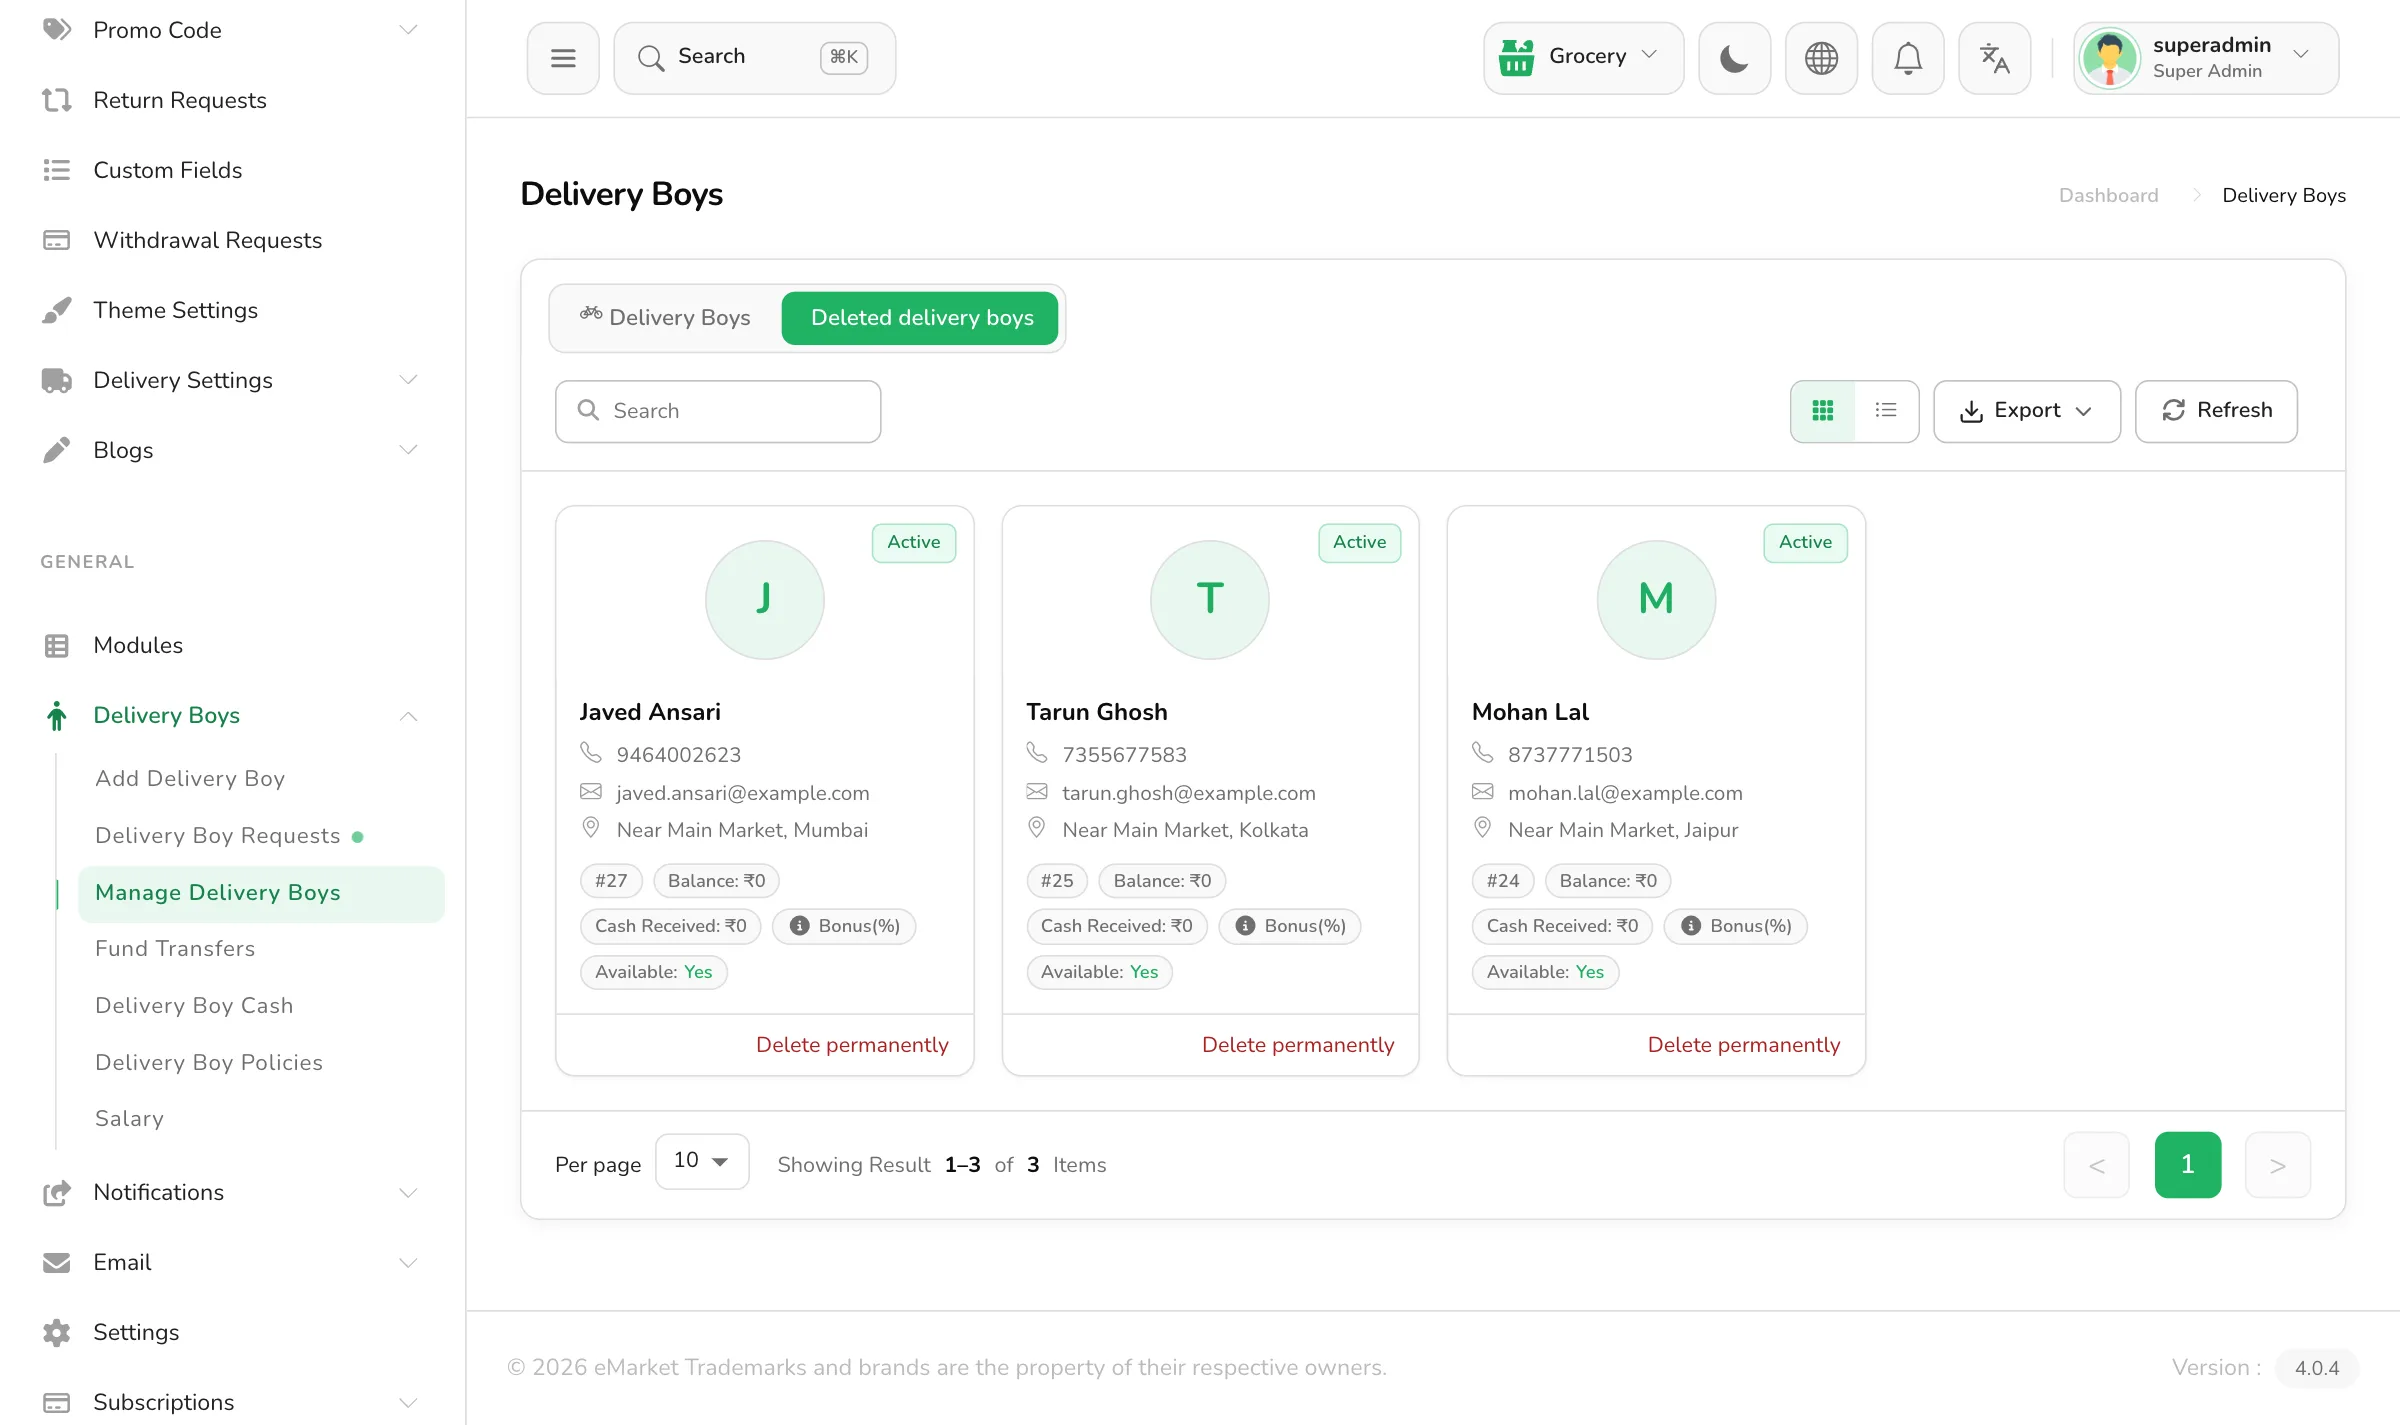 Promo Code
Return Requests
Custom Fields
Withdrawal Requests
Theme Settings
Delivery Settings
Blogs
GENERAL
Modules
Delivery Boys
Add Delivery Boy
Delivery Boy Requests
Manage Delivery Boys
Fund Transfers
Delivery Boy Cash
Delivery Boy Policies
Salary
Notifications
Email
Settings
Subscriptions
Search ⌘K
Grocery
superadmin
Super Admin
Delivery Boys
Dashboard > Delivery Boys
Delivery Boys
Deleted delivery boys
Search
Export
Refresh
Active
J
Javed Ansari
9464002623
javed.ansari@example.com
Near Main Market, Mumbai
#27 Balance: ₹0
Cash Received: ₹0 Bonus(%)
Available: Yes
Delete permanently
Active
T
Tarun Ghosh
7355677583
tarun.ghosh@example.com
Near Main Market, Kolkata
#25 Balance: ₹0
Cash Received: ₹0 Bonus(%)
Available: Yes
Delete permanently
Active
M
Mohan Lal
8737771503
mohan.lal@example.com
Near Main Market, Jaipur
#24 Balance: ₹0
Cash Received: ₹0 Bonus(%)
Available: Yes
Delete permanently
Per page 10 Showing Result 1–3 of 3 Items
< 1 >
© 2026 eMarket Trademarks and brands are the property of their respective owners.
Version : 4.0.4